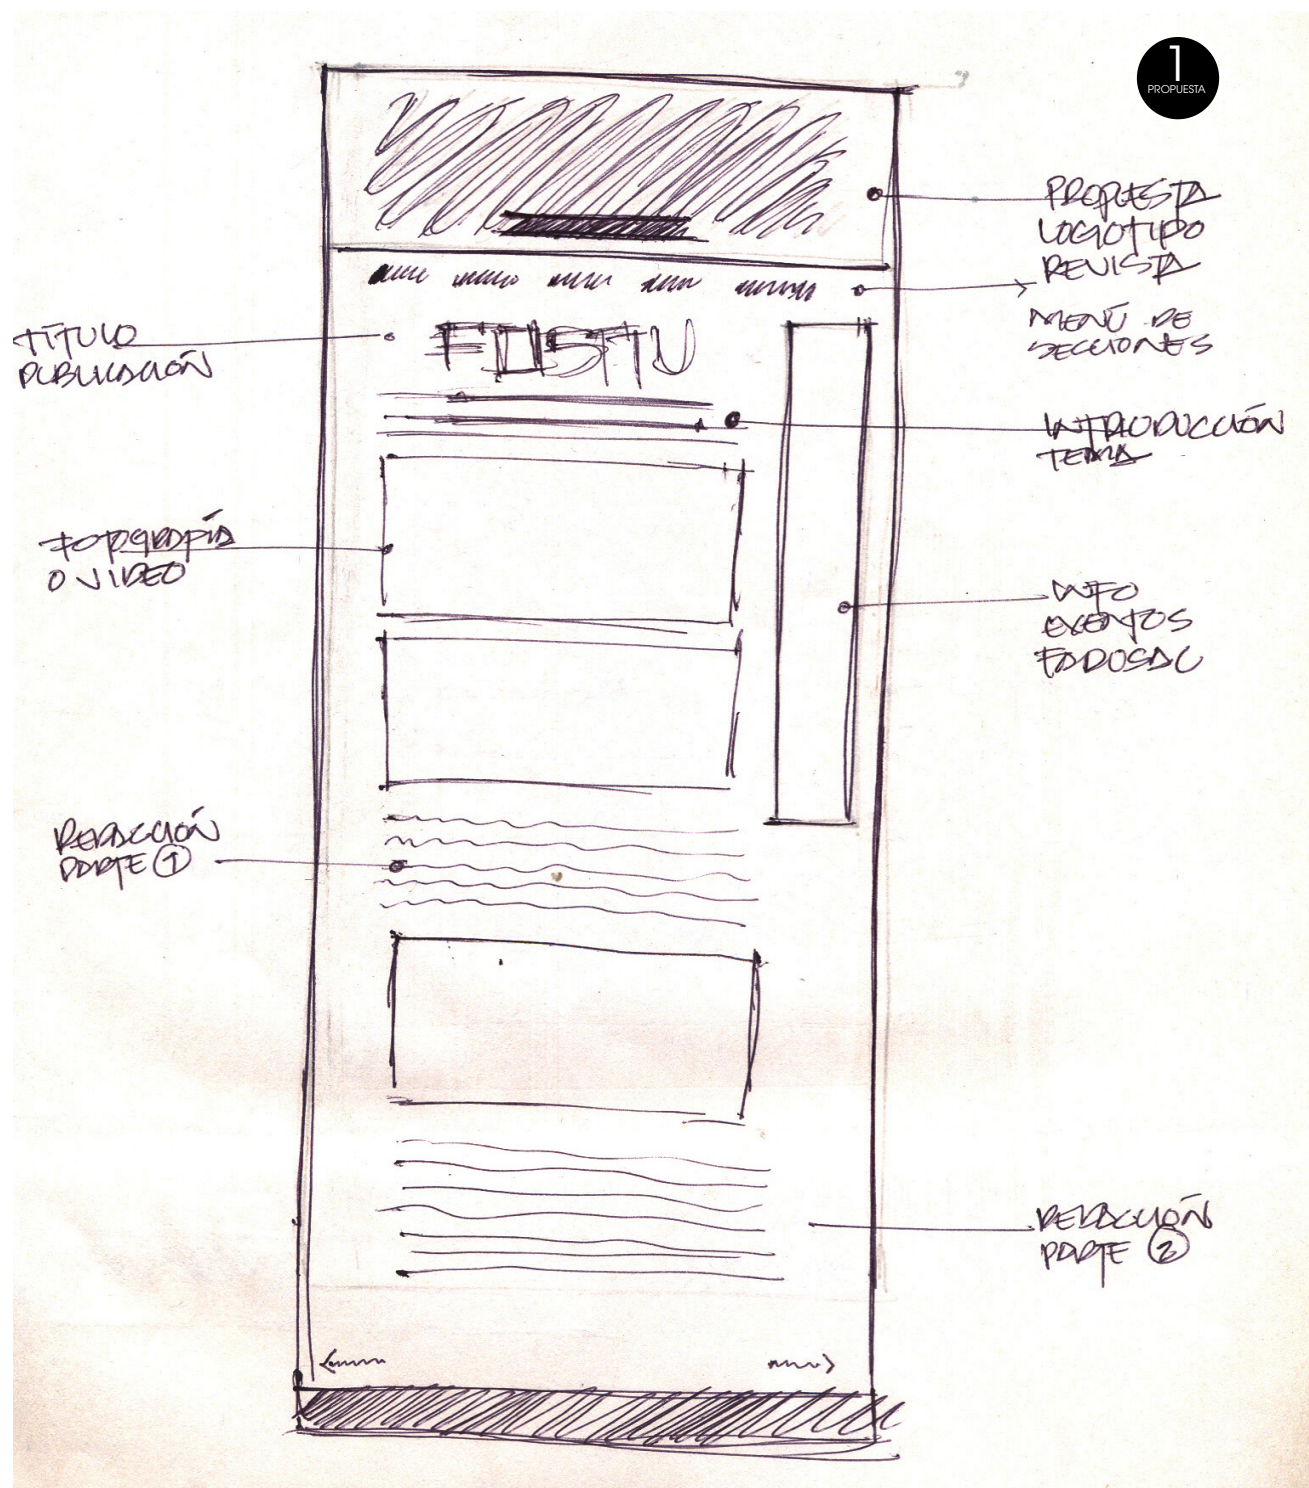 1
PROPUESTA
PROPUESTA
LOGOTIPO
REVISTA
MENÚ DE
SECCIONES
TÍTULO
PUBLICACIÓN
INTRODUCCIÓN
TEMA
FOTOGRAFÍA
O VIDEO
INFO
EVENTOS
FADOSAC
REDACCIÓN
PARTE 1
REDACCIÓN
PARTE 2